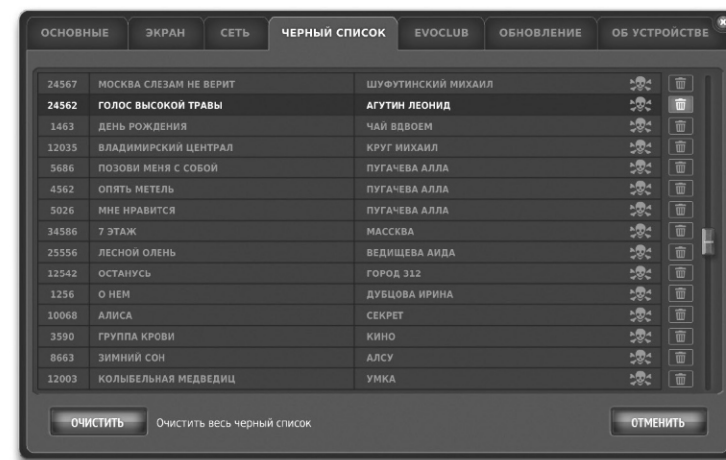 ОСНОВНЫЕ ЭКРАН СЕТЬ ЧЕРНЫЙ СПИСОК EVOCLUB ОБНОВЛЕНИЕ ОБ УСТРОЙСТВЕ
24567 МОСКВА СЛЕЗАМ НЕ ВЕРИТ ШУФУТИНСКИЙ МИХАИЛ
24562 ГОЛОС ВЫСОКОЙ ТРАВЫ АГУТИН ЛЕОНИД
1463 ДЕНЬ РОЖДЕНИЯ ЧАЙ ВДВОЕМ
12035 ВЛАДИМИРСКИЙ ЦЕНТРАЛ КРУГ МИХАИЛ
5686 ПОЗОВИ МЕНЯ С СОБОЙ ПУГАЧЕВА АЛЛА
4562 ОПЯТЬ МЕТЕЛЬ ПУГАЧЕВА АЛЛА
5026 МНЕ НРАВИТСЯ ПУГАЧЕВА АЛЛА
34586 7 ЭТАЖ МАССКВА
25556 ЛЕСНОЙ ОЛЕНЬ ВЕДИЩЕВА АИДА
12542 ОСТАНУСЬ ГОРОД 312
1256 О НЕМ ДУБЦОВА ИРИНА
10068 АЛИСА СЕКРЕТ
3590 ГРУППА КРОВИ КИНО
8663 ЗИМНИЙ СОН АЛСУ
12003 КОЛЫБЕЛЬНАЯ МЕДВЕДИЦ УМКА
ОЧИСТИТЬ Очистить весь черный список ОТМЕНИТЬ